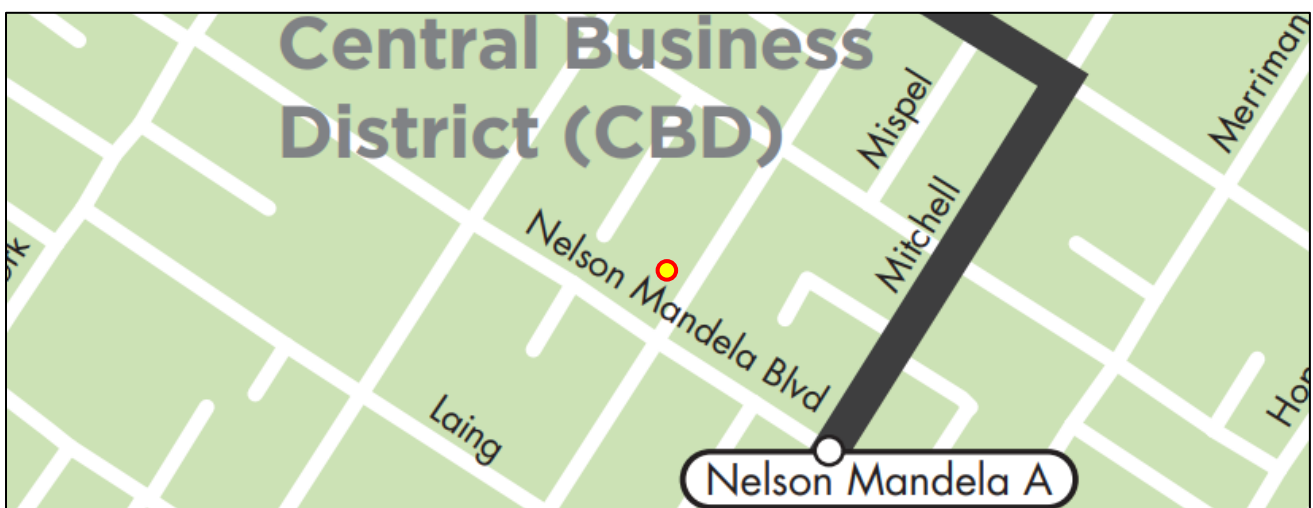 Central Business
District (CBD)
Mispel
Merriman
Mitchell
Nelson Mandela Blvd
Laing
Nelson Mandela A